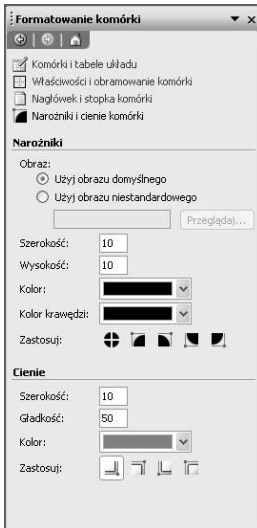 Formatowanie komórki
Komórki i tabele układu
Właściwości i obramowanie komórki
Nagłówek i stopka komórki
Narożniki i cienie komórki
Narożniki
Obraz:
Użyj obrazu domyślnego
Użyj obrazu niestandardowego
Przeglądaj...
Szerokość: 10
Wysokość: 10
Kolor:
Kolor krawędzi:
Zastosuj:
Cienie
Szerokość: 10
Gładkość: 50
Kolor:
Zastosuj: